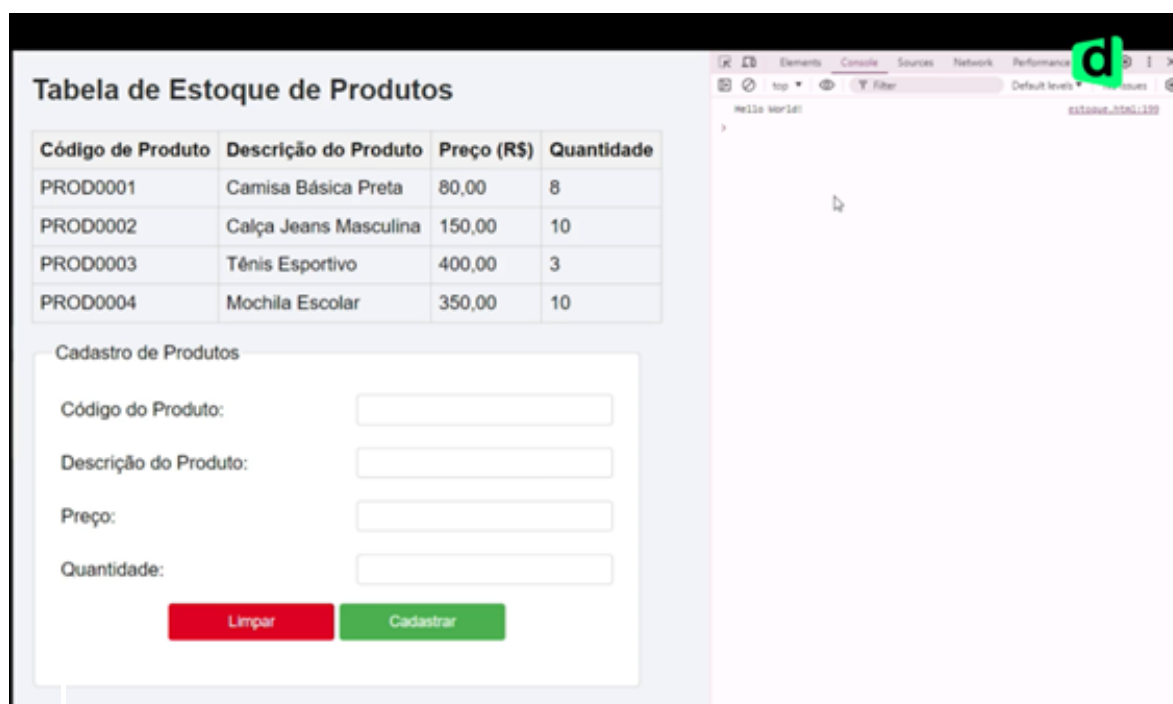 Tabela de Estoque de Produtos
Código de Produto Descrição do Produto Preço (R$) Quantidade
PROD0001 Camisa Básica Preta 80,00 8
PROD0002 Calça Jeans Masculina 150,00 10
PROD0003 Tênis Esportivo 400,00 3
PROD0004 Mochila Escolar 350,00 10
Cadastro de Produtos
Código do Produto:
Descrição do Produto:
Preço:
Quantidade:
Limpar Cadastrar
Elements Console Sources Network Performance
d
top Filter Default levels
Hello World! estoque.html:199